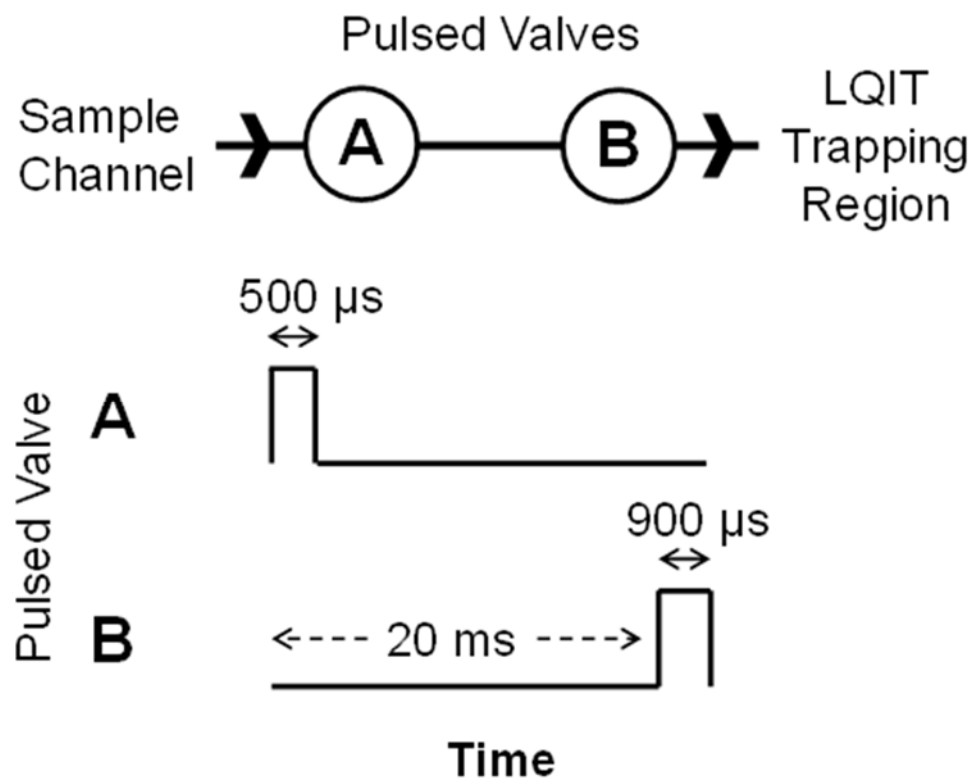 Pulsed Valves
Sample
Channel
A
B
LQIT
Trapping
Region
500 µs
A
900 µs
Pulsed Valve
B
20 ms
Time